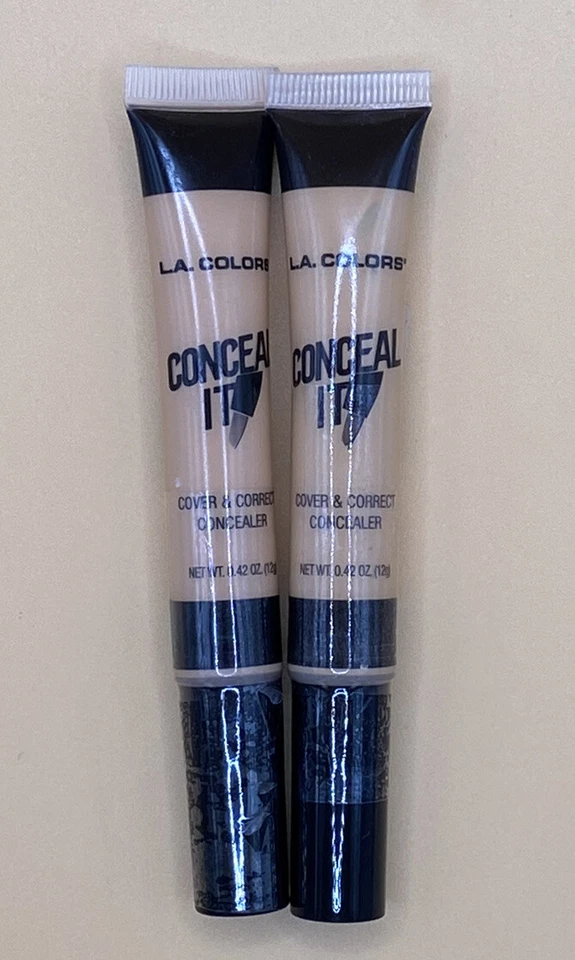 L.A. COLORS
CONCEAL
IT
COVER & CORRECT
CONCEALER
NET WT. 0.42 OZ. (12g
L.A. COLORS®
CONCEAL
IT
COVER & CORRECT
CONCEALER
NET WT. 0.42 OZ. (12g)